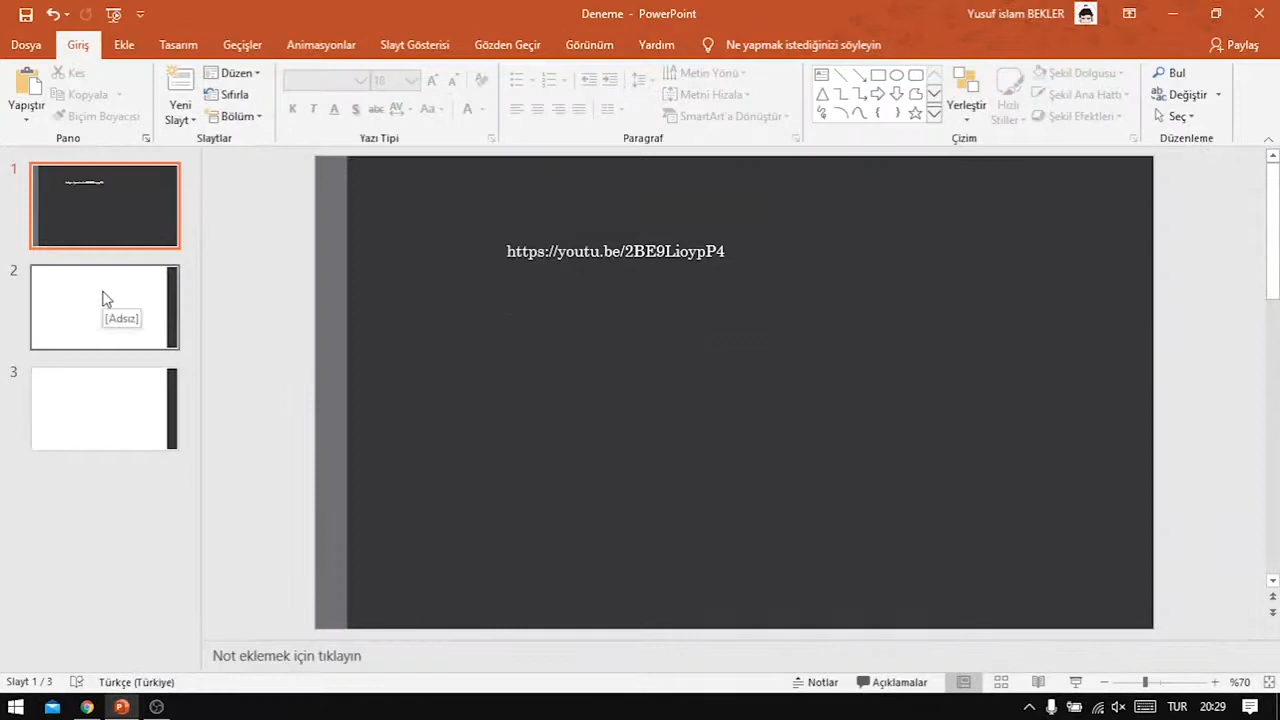 Deneme - PowerPoint
Yusuf islam BEKLER
Dosya Giriş Ekle Tasarım Geçişler Animasyonlar Slayt Gösterisi Gözden Geçir Görünüm Yardım Ne yapmak istediğinizi söyleyin Paylaş
Yapıştır
Kes
Kopyala
Biçim Boyacısı
Pano
Yeni
Slayt
Düzen
Sıfırla
Bölüm
Slaytlar
18
K T A S abc AV Aa A
Yazı Tipi
Metin Yönü
Metni Hizala
SmartArt'a Dönüştür
Paragraf
Yerleştir
Hızlı
Stiller
Şekil Dolgusu
Şekil Ana Hattı
Şekil Efektleri
Çizim
Bul
Değiştir
Seç
Düzenleme
1
2
[Adsız]
3
https://youtu.be/2BE9LioypP4
Not eklemek için tıklayın
Slayt 1 / 3 Türkçe (Türkiye) Notlar Açıklamalar %70
TUR 20:29